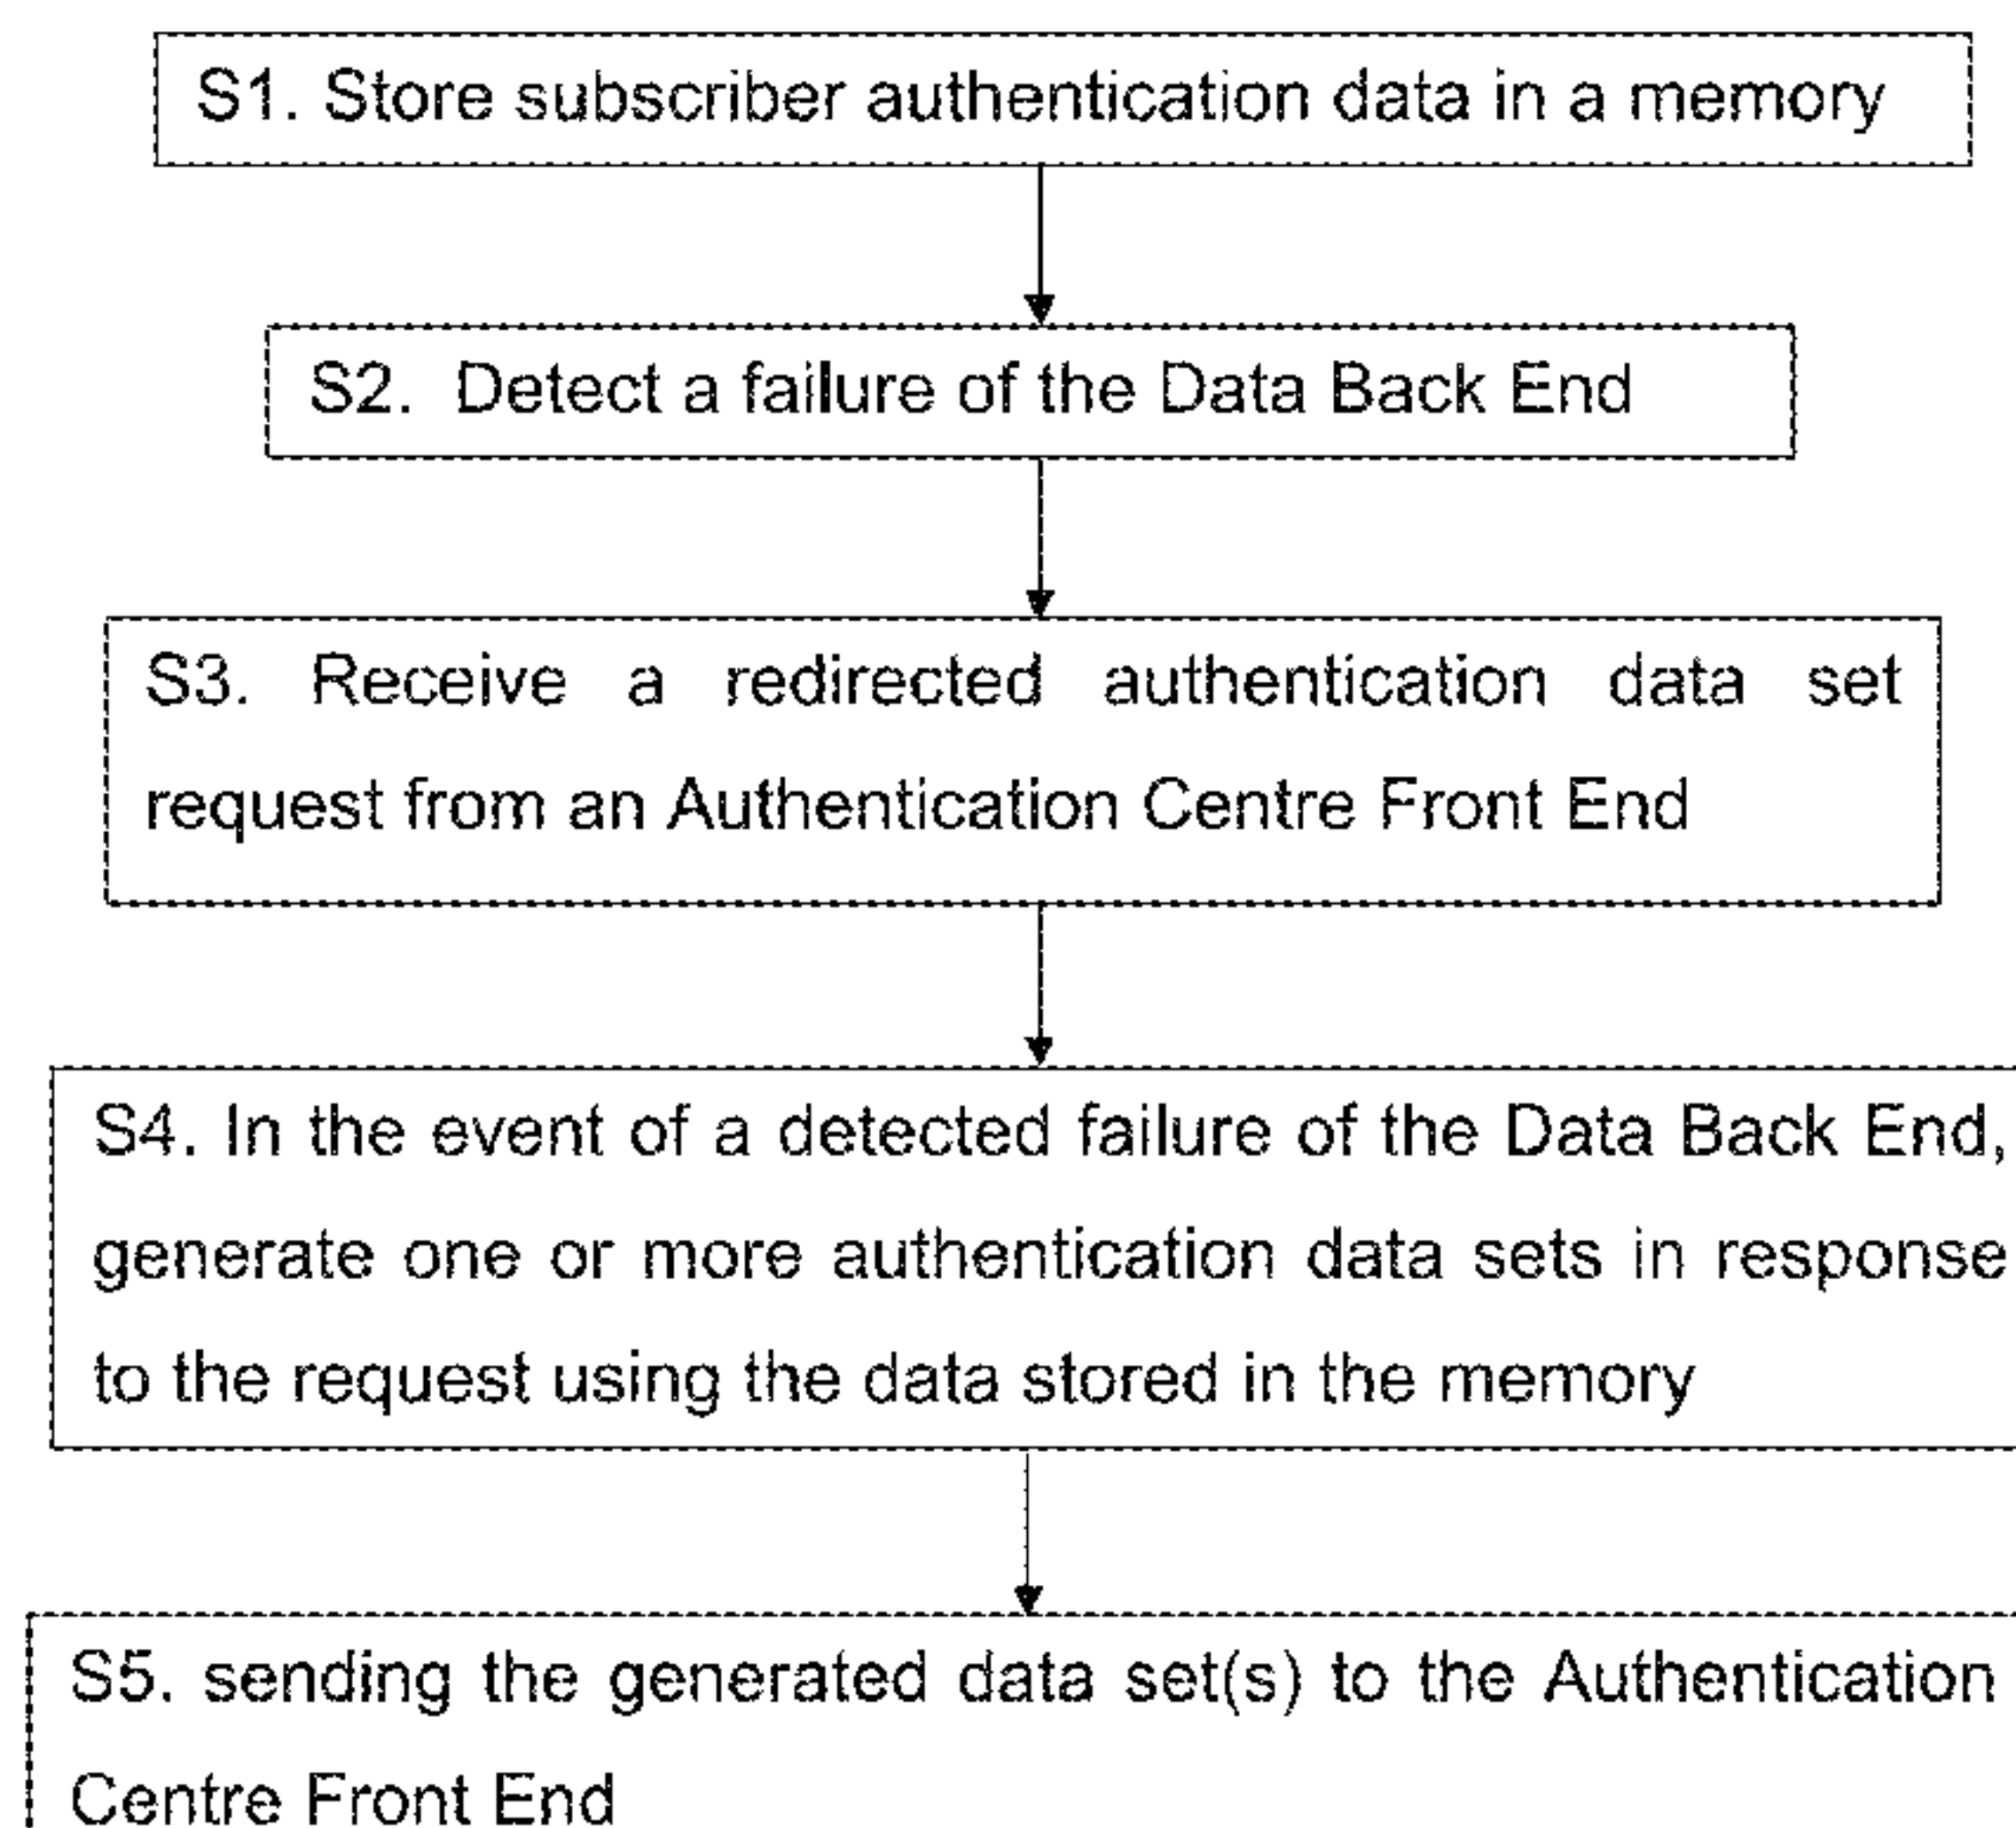 S1. Store subscriber authentication data in a memory
S2. Detect a failure of the Data Back End
S3. Receive a redirected authentication data set
request from an Authentication Centre Front End
S4. In the event of a detected failure of the Data Back End,
generate one or more authentication data sets in response
to the request using the data stored in the memory
S5. sending the generated data set(s) to the Authentication
Centre Front End